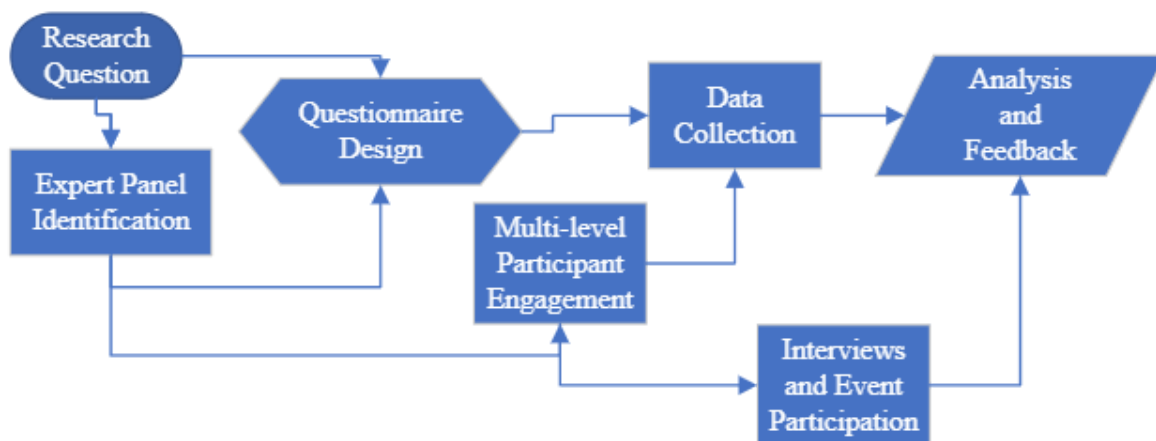 Research
Question
Questionnaire
Design
Data
Collection
Analysis
and
Feedback
Expert Panel
Identification
Multi-level
Participant
Engagement
Interviews
and Event
Participation